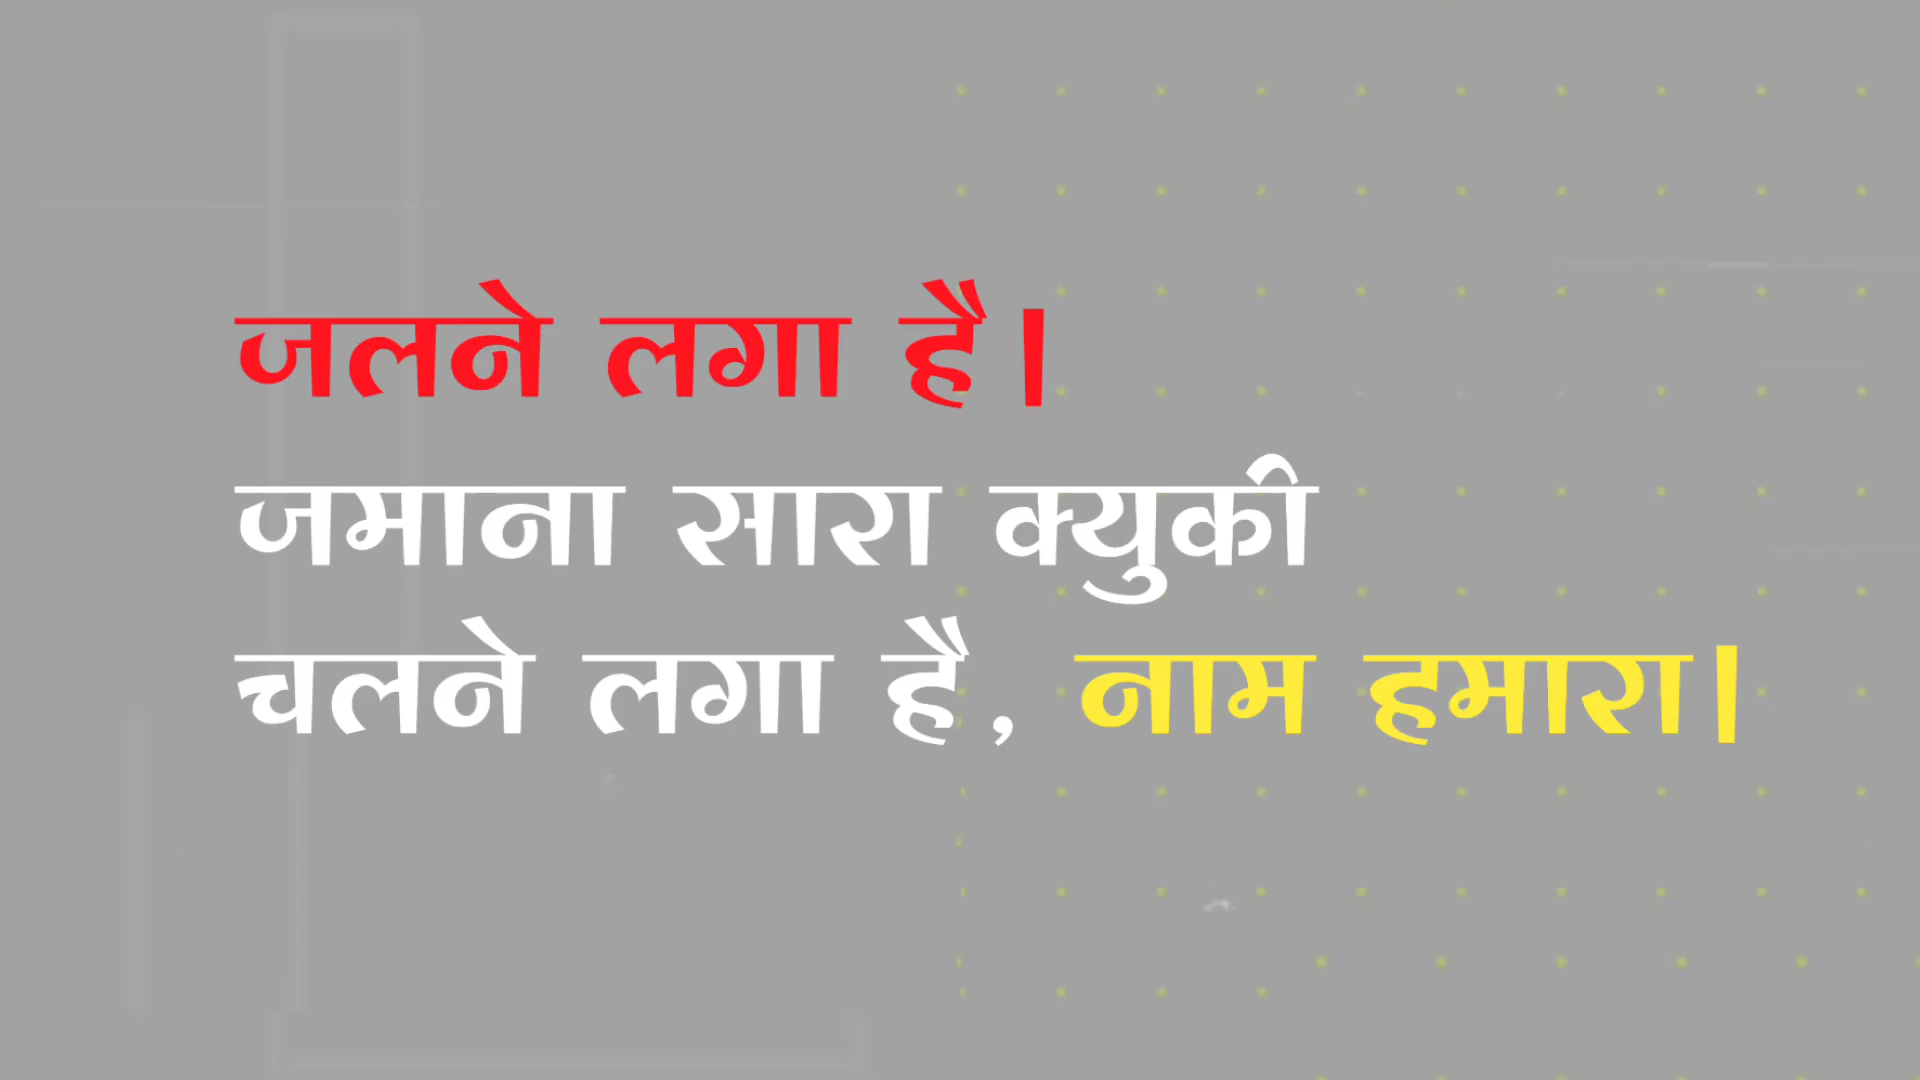 जलने लगा है।
जमाना सारा क्युकी
चलने लगा है, नाम हमारा।